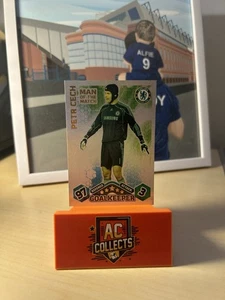 ALFIE
9
PETR CECH
MAN
OF THE
MATCH
GOALKEEPER
AC
COLLECTS